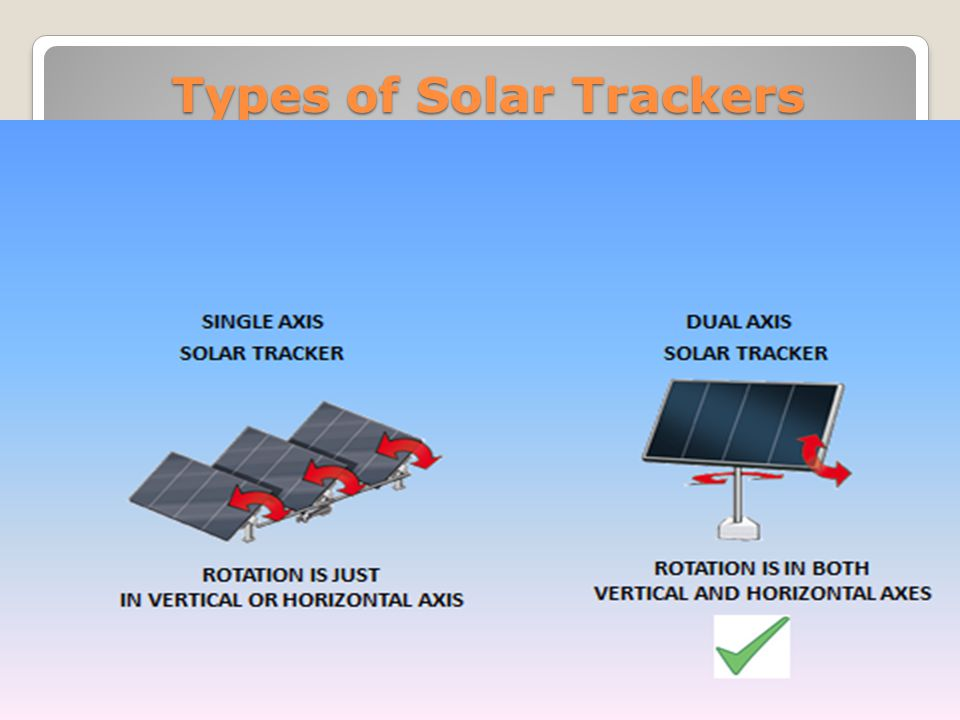 Types of Solar Trackers
SINGLE AXIS
SOLAR TRACKER
ROTATION IS JUST
IN VERTICAL OR HORIZONTAL AXIS
DUAL AXIS
SOLAR TRACKER
ROTATION IS IN BOTH
VERTICAL AND HORIZONTAL AXES